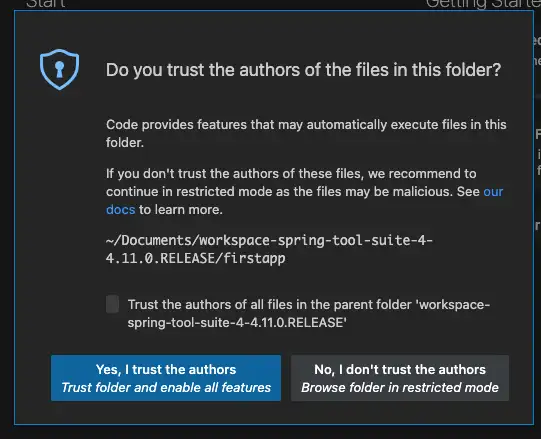 Start
Getting Starte
Do you trust the authors of the files in this folder?
Code provides features that may automatically execute files in this
folder.
If you don't trust the authors of these files, we recommend to
continue in restricted mode as the files may be malicious. See our
docs to learn more.
~/Documents/workspace-spring-tool-suite-4-
4.11.0.RELEASE/firstapp
Trust the authors of all files in the parent folder 'workspace-
spring-tool-suite-4-4.11.0.RELEASE'
Yes, I trust the authors
Trust folder and enable all features
No, I don't trust the authors
Browse folder in restricted mode